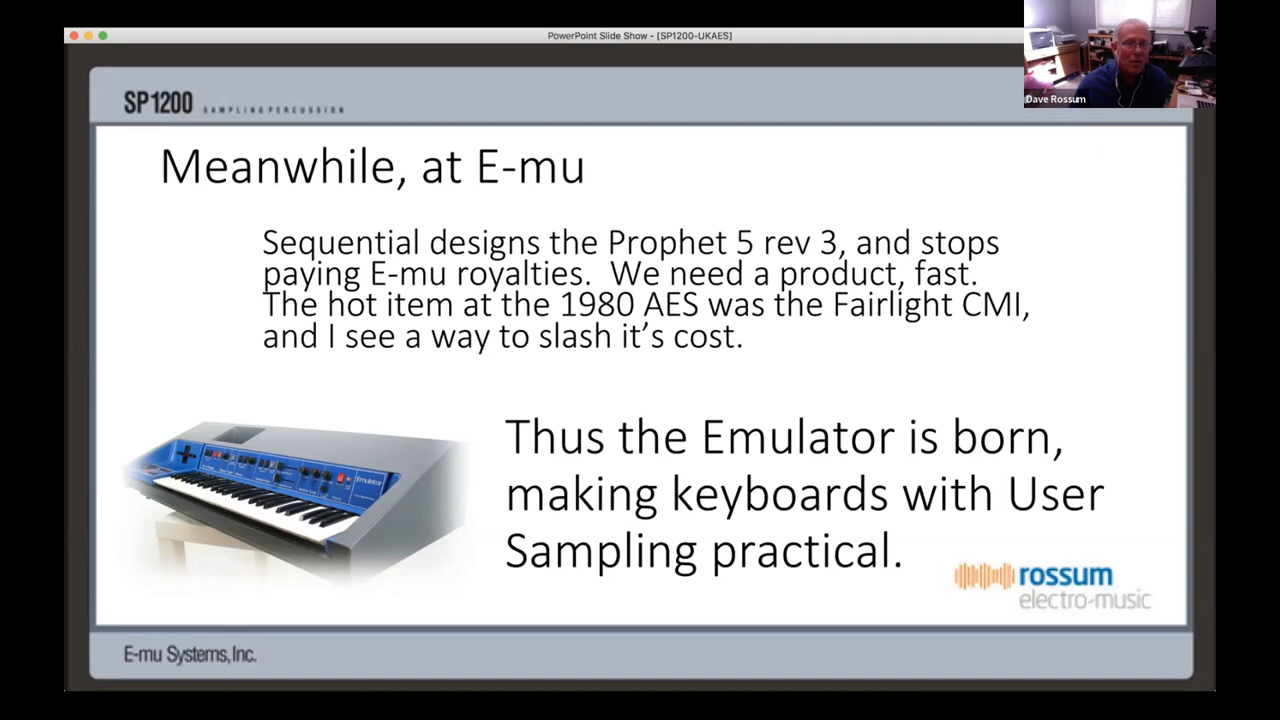 PowerPoint Slide Show - [SP1200-UKAES]
Dave Rossum
SP1200 SAMPLING PERCUSSION
Meanwhile, at E-mu
Sequential designs the Prophet 5 rev 3, and stops
paying E-mu royalties. We need a product, fast.
The hot item at the 1980 AES was the Fairlight CMI,
and I see a way to slash it's cost.
Emulator
Thus the Emulator is born,
making keyboards with User
Sampling practical.
rossum
electro-music
E-mu Systems, Inc.